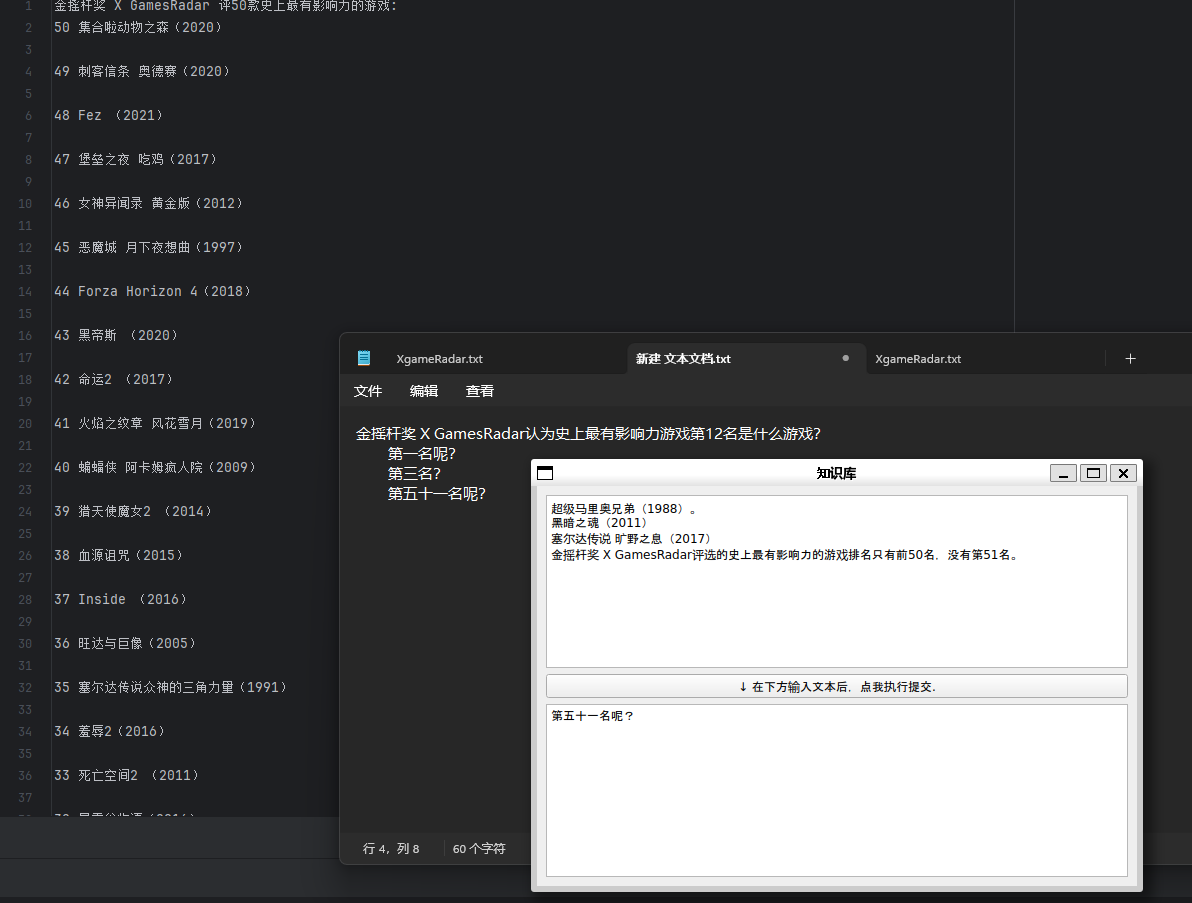 1 金摇杆奖 X GamesRadar 评50款史上最有影响力的游戏:
2 50 集合啦动物之森（2020）
3
4 49 刺客信条 奥德赛（2020）
5
6 48 Fez （2021）
7
8 47 堡垒之夜 吃鸡（2017）
9
10 46 女神异闻录 黄金版（2012）
11
12 45 恶魔城 月下夜想曲（1997）
13
14 44 Forza Horizon 4（2018）
15
16 43 黑帝斯 （2020）
17
18 42 命运2 （2017）
19
20 41 火焰之纹章 风花雪月（2019）
21
22 40 蝙蝠侠 阿卡姆疯人院（2009）
23
24 39 猎天使魔女2 （2014）
25
26 38 血源诅咒（2015）
27
28 37 Inside （2016）
29
30 36 旺达与巨像（2005）
31
32 35 塞尔达传说众神的三角力量（1991）
33
34 34 羞辱2（2016）
35
36 33 死亡空间2 （2011）
37
XgameRadar.txt
新建 文本文档.txt
XgameRadar.txt
文件 编辑 查看
金摇杆奖 X GamesRadar认为史上最有影响力游戏第12名是什么游戏?
第一名呢?
第三名?
第五十一名呢?
行 4，列 8 60 个字符
知识库
超级马里奥兄弟（1988）。
黑暗之魂（2011）
塞尔达传说 旷野之息（2017）
金摇杆奖 X GamesRadar评选的史上最有影响力的游戏排名只有前50名，没有第51名。
↓ 在下方输入文本后，点我执行提交.
第五十一名呢？